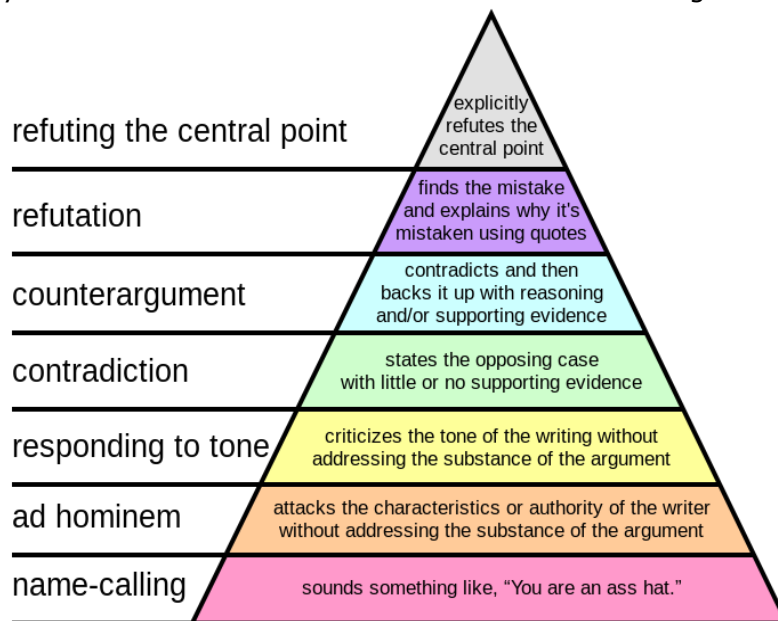 refuting the central point
explicitly
refutes the
central point
refutation
finds the mistake
and explains why it's
mistaken using quotes
counterargument
contradicts and then
backs it up with reasoning
and/or supporting evidence
contradiction
states the opposing case
with little or no supporting evidence
responding to tone
criticizes the tone of the writing without
addressing the substance of the argument
ad hominem
attacks the characteristics or authority of the writer
without addressing the substance of the argument
name-calling
sounds something like, “You are an ass hat.”